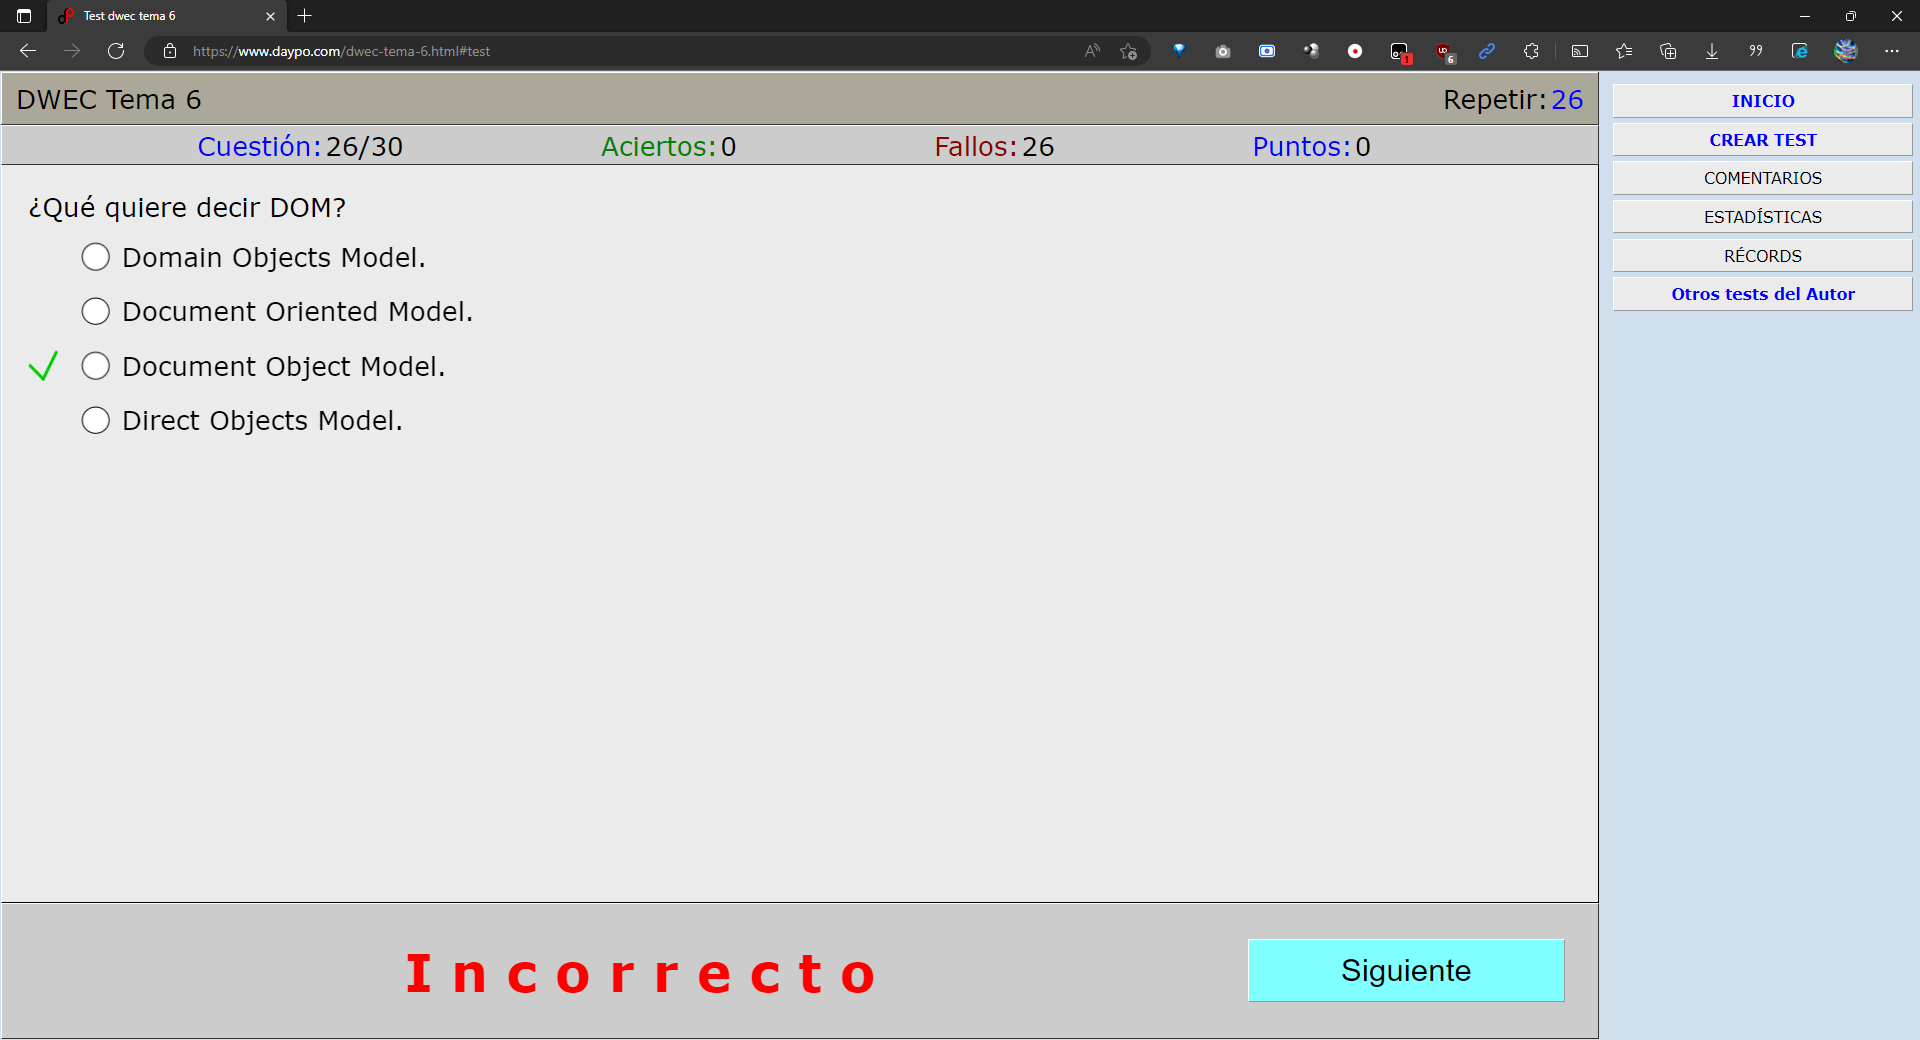 Test dwec tema 6
https://www.daypo.com/dwec-tema-6.html#test
1
6
DWEC Tema 6
Repetir: 26
Cuestión: 26/30
Aciertos: 0
Fallos: 26
Puntos: 0
¿Qué quiere decir DOM?
Domain Objects Model.
Document Oriented Model.
Document Object Model.
Direct Objects Model.
Incorrecto
Siguiente
INICIO
CREAR TEST
COMENTARIOS
ESTADÍSTICAS
RÉCORDS
Otros tests del Autor